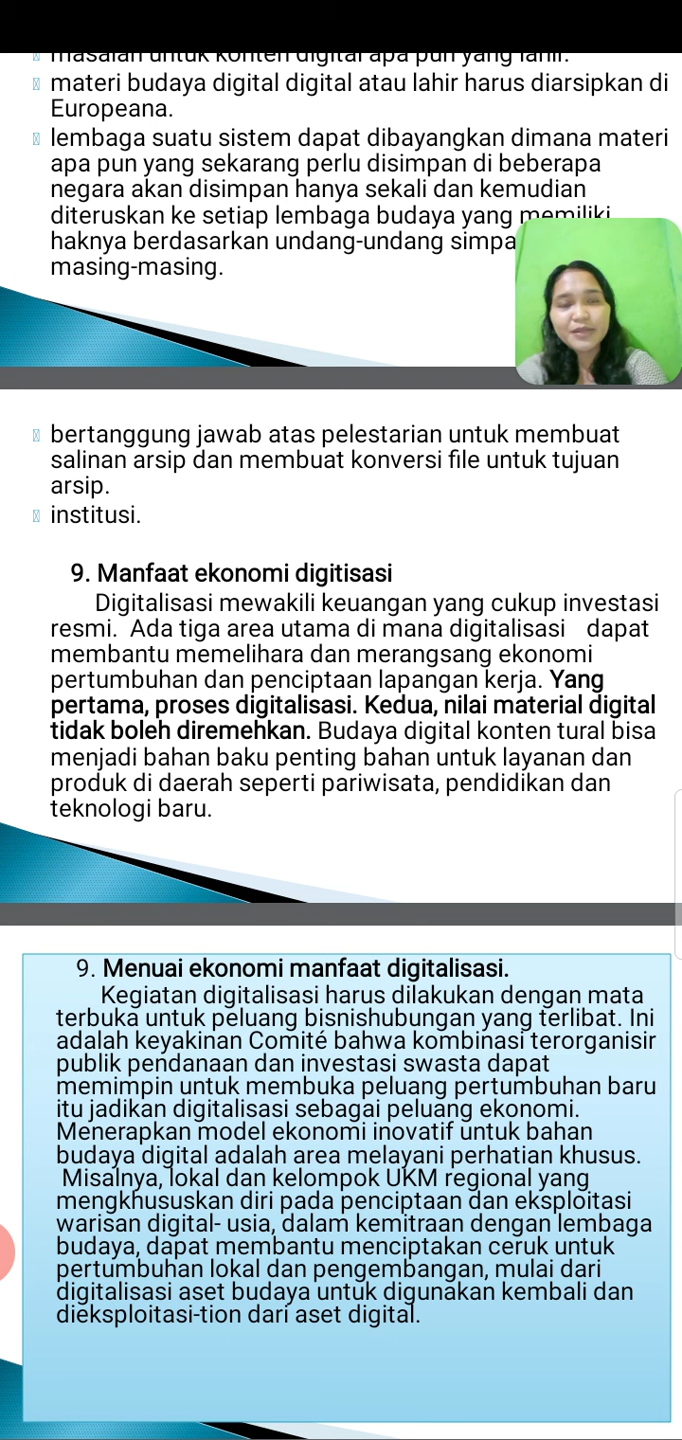 masalah untuk konten digital apa pun yang lahir.
materi budaya digital digital atau lahir harus diarsipkan di
Europeana.
lembaga suatu sistem dapat dibayangkan dimana materi
apa pun yang sekarang perlu disimpan di beberapa
negara akan disimpan hanya sekali dan kemudian
diteruskan ke setiap lembaga budaya yang memiliki
haknya berdasarkan undang-undang simpa
masing-masing.
bertanggung jawab atas pelestarian untuk membuat
salinan arsip dan membuat konversi file untuk tujuan
arsip.
institusi.
9. Manfaat ekonomi digitisasi
Digitalisasi mewakili keuangan yang cukup investasi
resmi. Ada tiga area utama di mana digitalisasi dapat
membantu memelihara dan merangsang ekonomi
pertumbuhan dan penciptaan lapangan kerja. Yang
pertama, proses digitalisasi. Kedua, nilai material digital
tidak boleh diremehkan. Budaya digital konten tural bisa
menjadi bahan baku penting bahan untuk layanan dan
produk di daerah seperti pariwisata, pendidikan dan
teknologi baru.
9. Menuai ekonomi manfaat digitalisasi.
Kegiatan digitalisasi harus dilakukan dengan mata
terbuka untuk peluang bisnishubungan yang terlibat. Ini
adalah keyakinan Comité bahwa kombinasi terorganisir
publik pendanaan dan investasi swasta dapat
memimpin untuk membuka peluang pertumbuhan baru
itu jadikan digitalisasi sebagai peluang ekonomi.
Menerapkan model ekonomi inovatif untuk bahan
budaya digital adalah area melayani perhatian khusus.
Misalnya, lokal dan kelompok UKM regional yang
mengkhususkan diri pada penciptaan dan eksploitasi
warisan digital- usia, dalam kemitraan dengan lembaga
budaya, dapat membantu menciptakan ceruk untuk
pertumbuhan lokal dan pengembangan, mulai dari
digitalisasi aset budaya untuk digunakan kembali dan
dieksploitasi-tion dari aset digital.